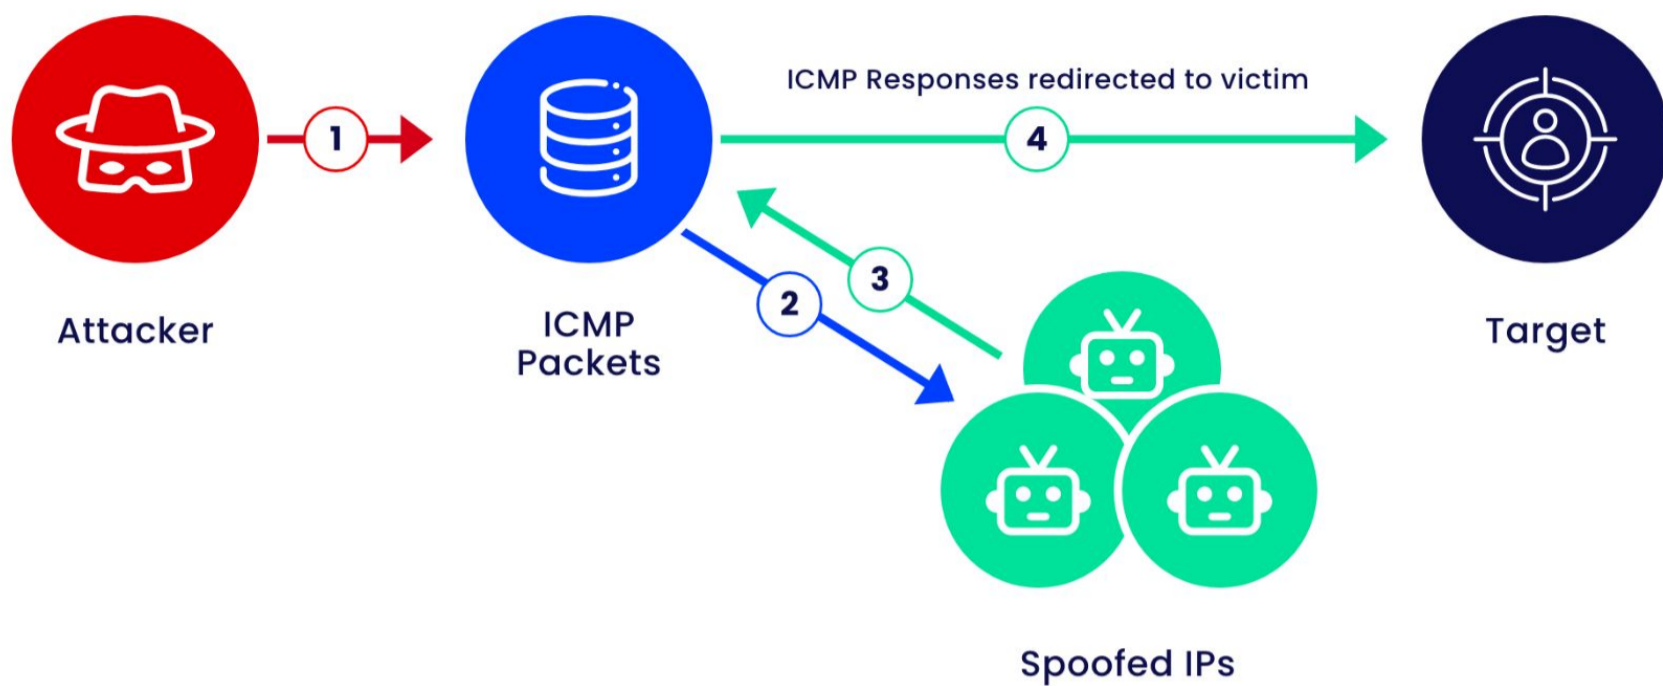 ICMP Responses redirected to victim
1
4
3
2
Attacker
ICMP
Packets
Target
Spoofed IPs